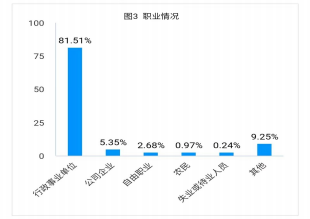 图3 职业情况
100
75
50
25
0
81.51%
5.35%
2.68%
0.97%
0.24%
9.25%
行政事业单位
公司企业
自由职业
农民
失业或待业人员
其他